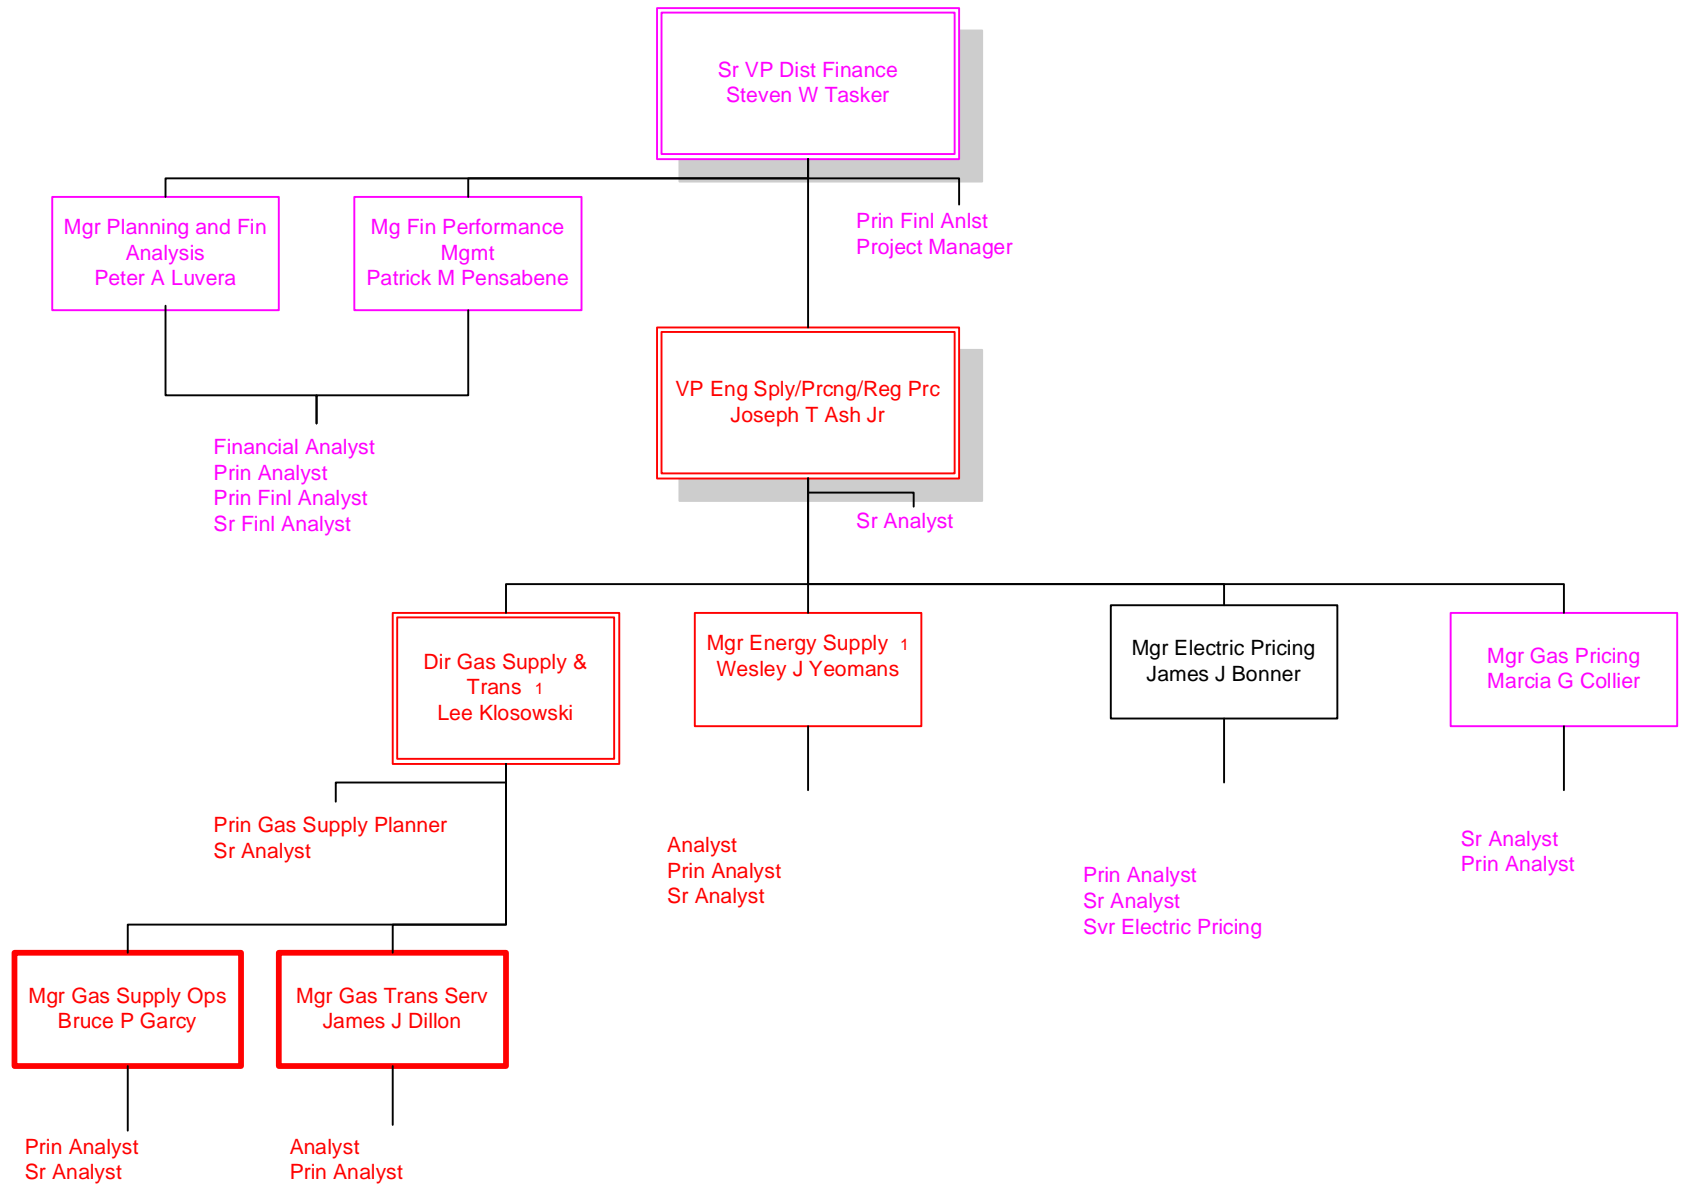 Sr VP Dist Finance
Steven W Tasker
Mgr Planning and Fin
Analysis
Peter A Luvera
Mg Fin Performance
Mgmt
Patrick M Pensabene
Prin Finl Anlst
Project Manager
VP Eng Sply/Prcng/Reg Prc
Joseph T Ash Jr
Financial Analyst
Prin Analyst
Prin Finl Analyst
Sr Finl Analyst
Sr Analyst
Dir Gas Supply &
Trans 1
Lee Klosowski
Mgr Energy Supply 1
Wesley J Yeomans
Mgr Electric Pricing
James J Bonner
Mgr Gas Pricing
Marcia G Collier
Prin Gas Supply Planner
Sr Analyst
Analyst
Prin Analyst
Sr Analyst
Prin Analyst
Sr Analyst
Svr Electric Pricing
Sr Analyst
Prin Analyst
Mgr Gas Supply Ops
Bruce P Garcy
Mgr Gas Trans Serv
James J Dillon
Prin Analyst
Sr Analyst
Analyst
Prin Analyst